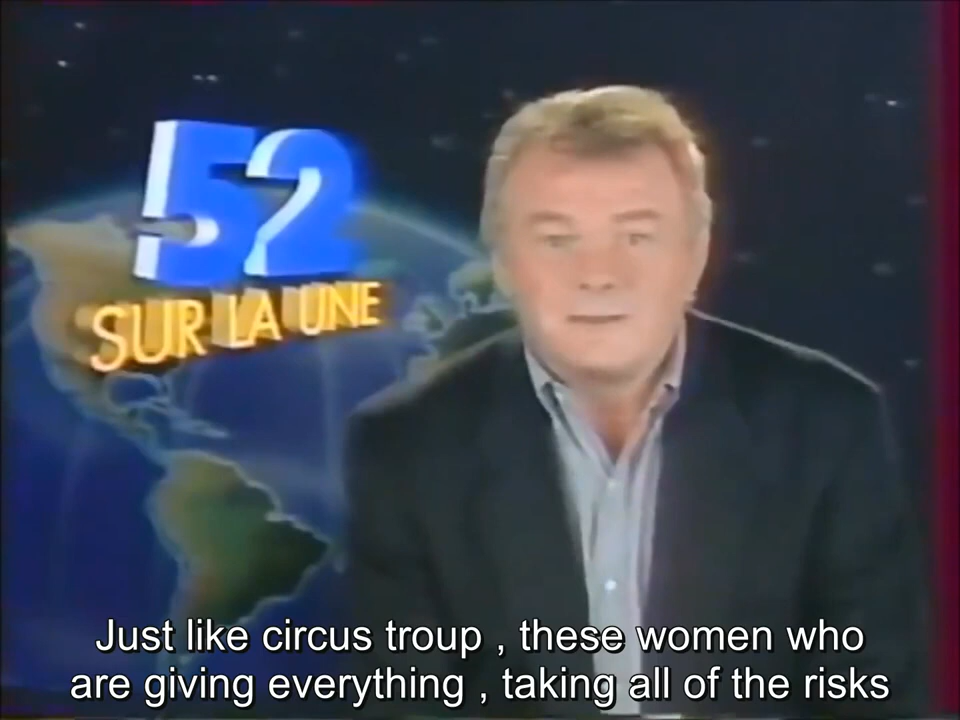 52
SUR LA UNE
Just like circus troup , these women who
are giving everything , taking all of the risks